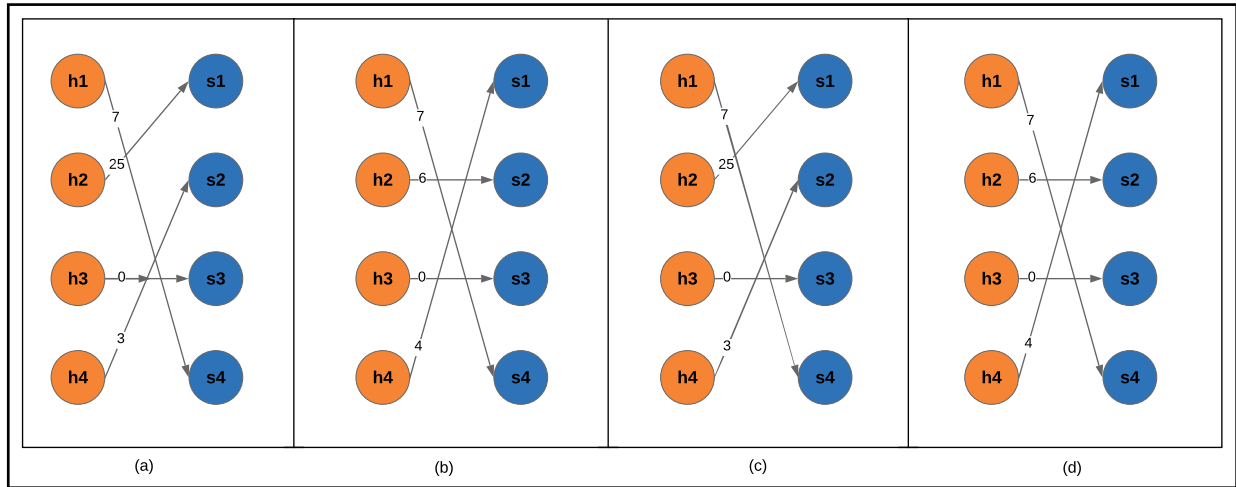 h1 s1 h1 s1 h1 s1 h1 s1
7 7 7 7
25 25
h2 s2 h2 6 s2 h2 s2 h2 6 s2
h3 0 s3 h3 0 s3 h3 0 s3 h3 0 s3
3 4 3 4
h4 s4 h4 s4 h4 s4 h4 s4
(a) (b) (c) (d)